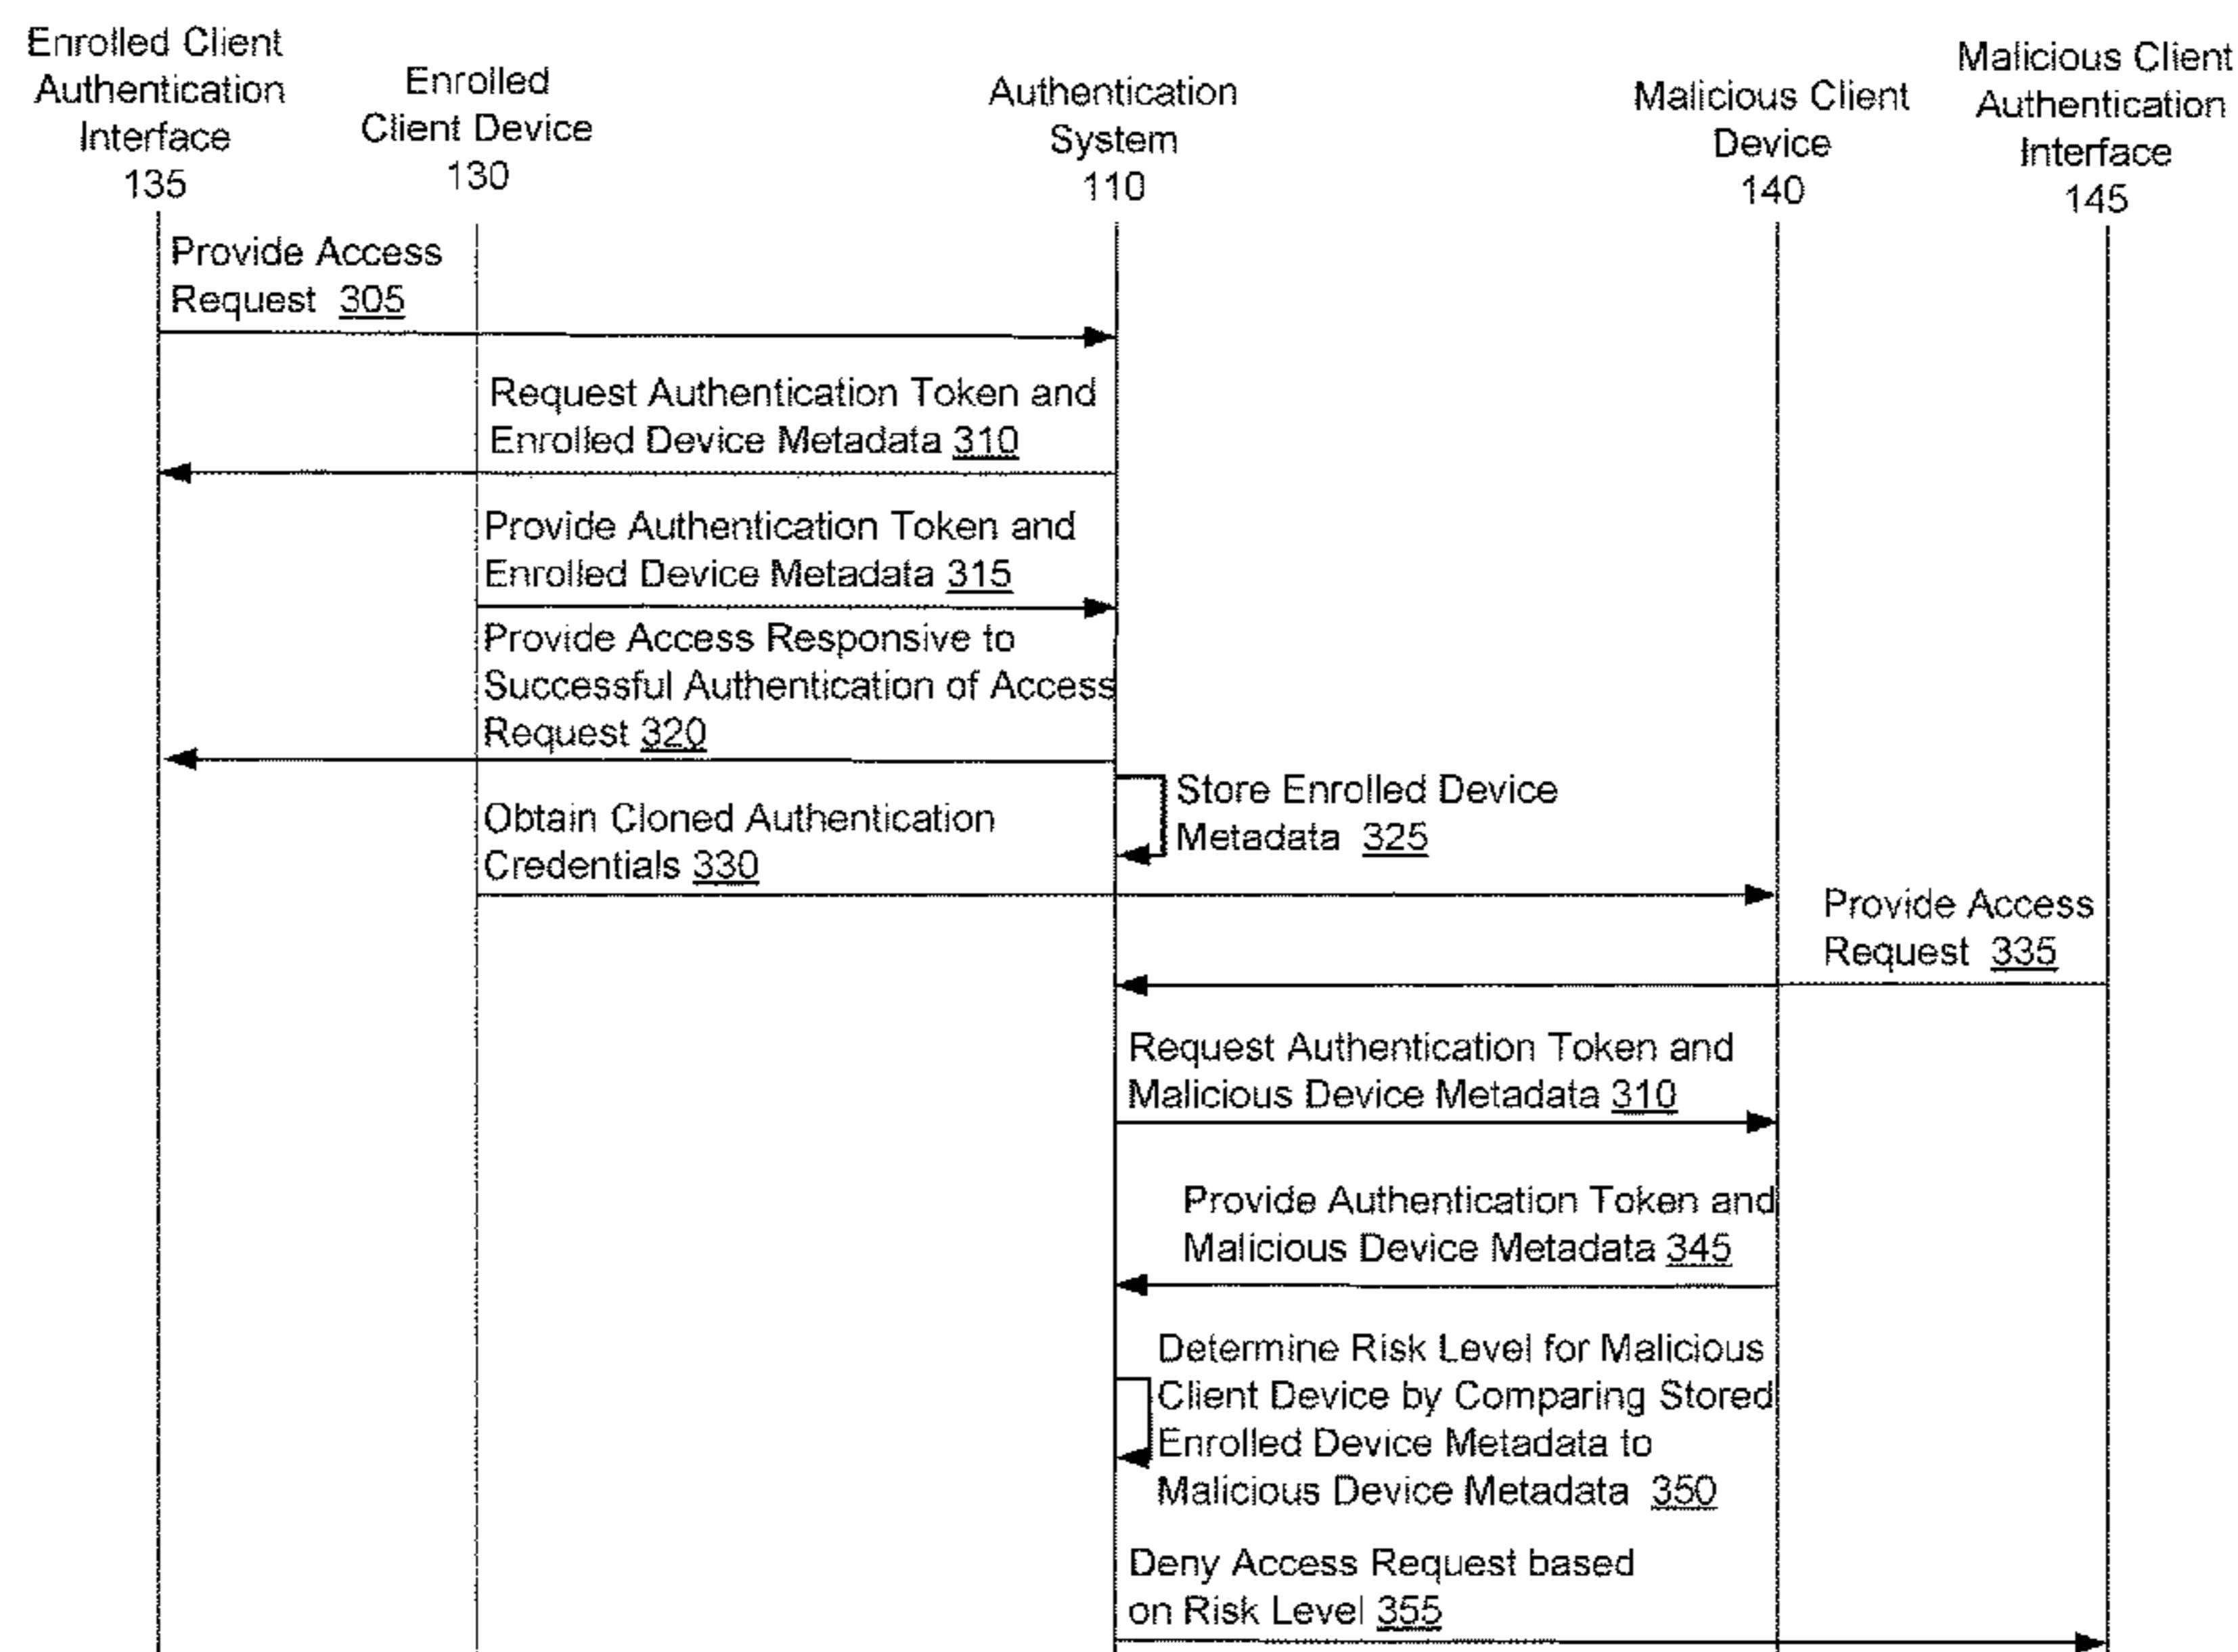 Enrolled Client
Authentication
Interface
135
Enrolled
Client Device
130
Authentication
System
110
Malicious Client
Device
140
Malicious Client
Authentication
Interface
145
Provide Access
Request 305
Request Authentication Token and
Enrolled Device Metadata 310
Provide Authentication Token and
Enrolled Device Metadata 315
Provide Access Responsive to
Successful Authentication of Access
Request 320
Store Enrolled Device
Metadata 325
Obtain Cloned Authentication
Credentials 330
Provide Access
Request 335
Request Authentication Token and
Malicious Device Metadata 310
Provide Authentication Token and
Malicious Device Metadata 345
Determine Risk Level for Malicious
Client Device by Comparing Stored
Enrolled Device Metadata to
Malicious Device Metadata 350
Deny Access Request based
on Risk Level 355